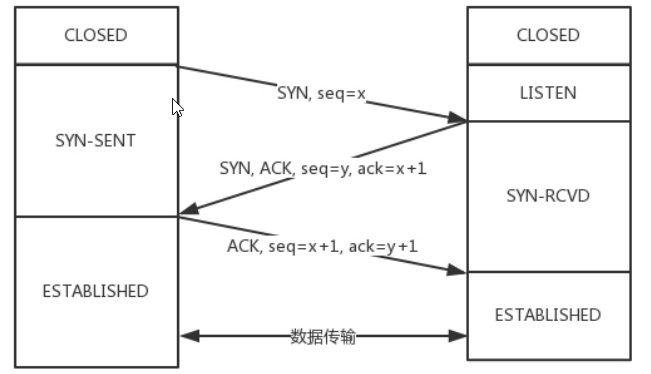 CLOSED
CLOSED
SYN, seq=x
LISTEN
SYN-SENT
SYN, ACK, seq=y, ack=x+1
SYN-RCVD
ACK, seq=x+1, ack=y+1
ESTABLISHED
ESTABLISHED
数据传输